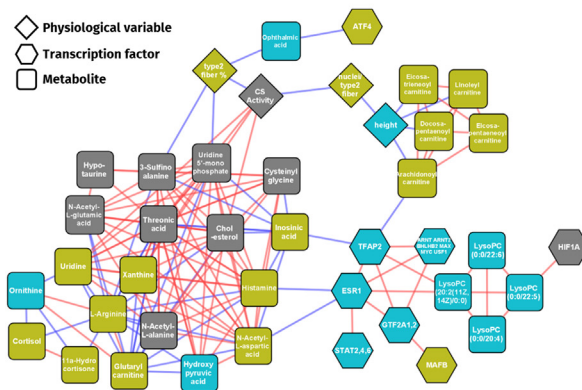 Physiological variable
Transcription factor
Metabolite
ATF4
Ophthalmic
acid
type2
fiber %
CS
Activity
nuclei
type2 fiber
height
Eicosa-
trienoyl
carnitine
Linoleyl
carnitine
Docosa-
pentaenoyl
carnitine
Eicosa-
pentaenoyl
carnitine
Arachidonoyl
carnitine
Hypo-
taurine
3-Sulfino
alanine
Uridine
5'-mono
phosphate
Cysteinyl
glycine
N-Acetyl-
L-glutamic
acid
Threonic
acid
Chol
-esterol
Inosinic
acid
Uridine
Xanthine
Histamine
Ornithine
L-Arginine
N-Acetyl-
L-alanine
N-Acetyl-
L-aspartic
acid
Cortisol
11a-Hydro
cortisone
Glutaryl
carnitine
Hydroxy
pyruvic
acid
TFAP2
ARNT ARNTL
BHLHB2 MAX
MYC USF1
ESR1
GTF2A1,2
STAT2,4,6
MAFB
LysoPC
(0:0/22:6)
LysoPC
(20:2(11Z,
14Z)/0:0)
LysoPC
(0:0/22:5)
LysoPC
(0:0/20:4)
HIF1A